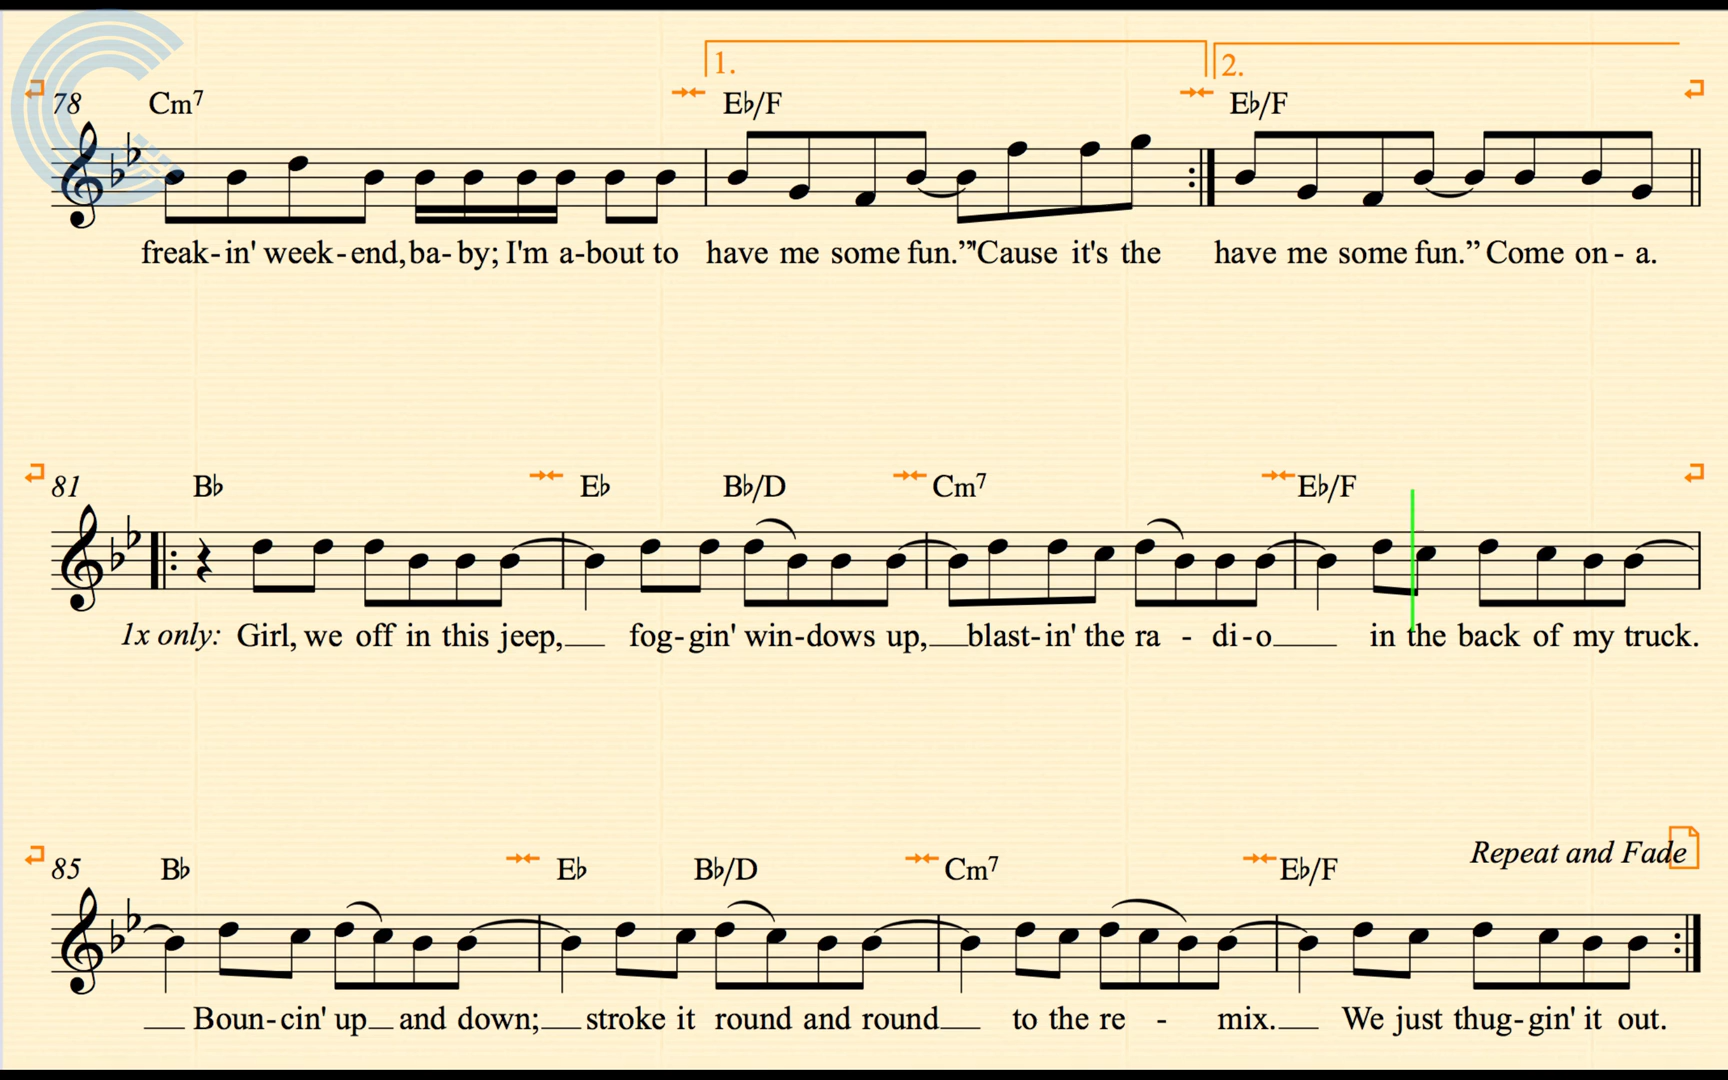 1. 2.
78 Cm7 E♭/F E♭/F
freak-in' week-end, ba-by; I'm a-bout to have me some fun.” 'Cause it's the have me some fun.” Come on-a.
81 B♭ E♭ B♭/D Cm7 E♭/F
1x only: Girl, we off in this jeep, fog-gin' win-dows up, blast-in' the ra-di-o in the back of my truck.
Repeat and Fade
85 B♭ E♭ B♭/D Cm7 E♭/F
Boun-cin' up and down; stroke it round and round to the re-mix. We just thug-gin' it out.